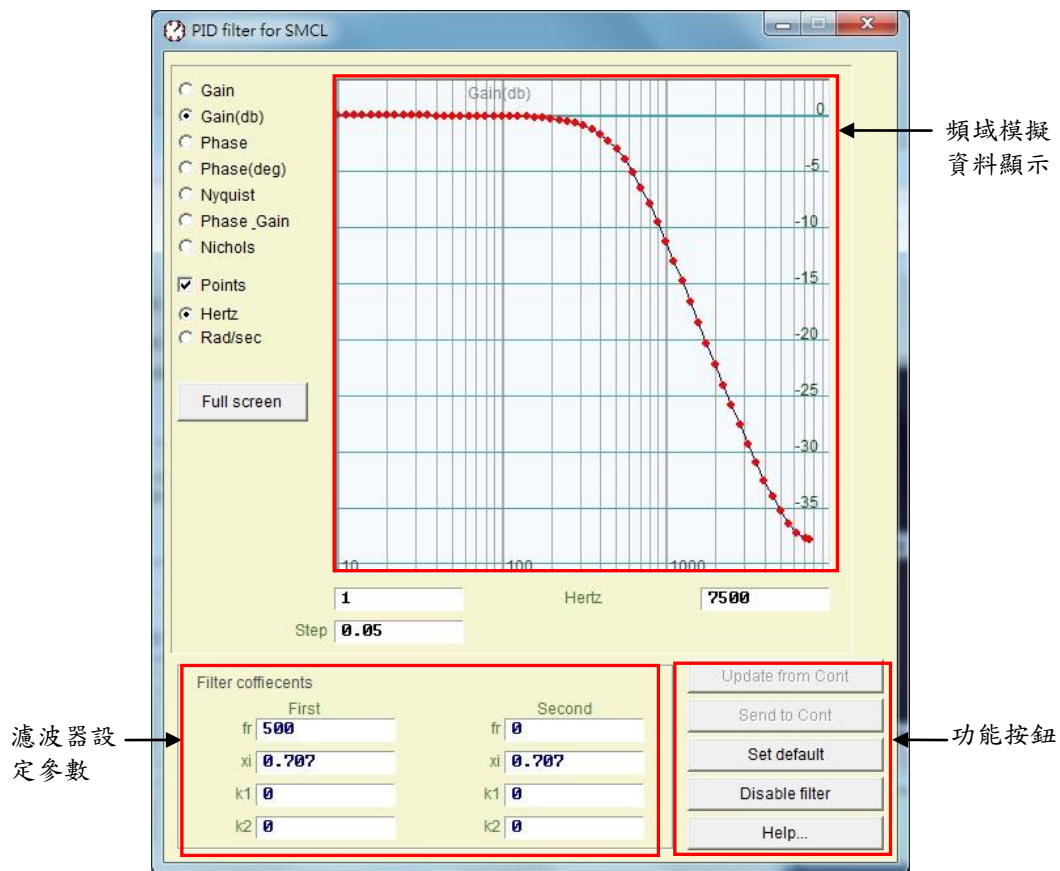 PID filter for SMCL
Gain
Gain(db)
Phase
Phase(deg)
Nyquist
Phase_Gain
Nichols
Points
Hertz
Rad/sec
Full screen
Gain(db)
0
-5
-10
-15
-20
-25
-30
-35
10
100
1000
頻域模擬
資料顯示
1
Hertz
7500
Step 0.05
Filter coffiecents
First
fr 500
xi 0.707
k1 0
k2 0
Second
fr 0
xi 0.707
k1 0
k2 0
濾波器設
定參數
Update from Cont
Send to Cont
Set default
Disable filter
Help...
功能按鈕